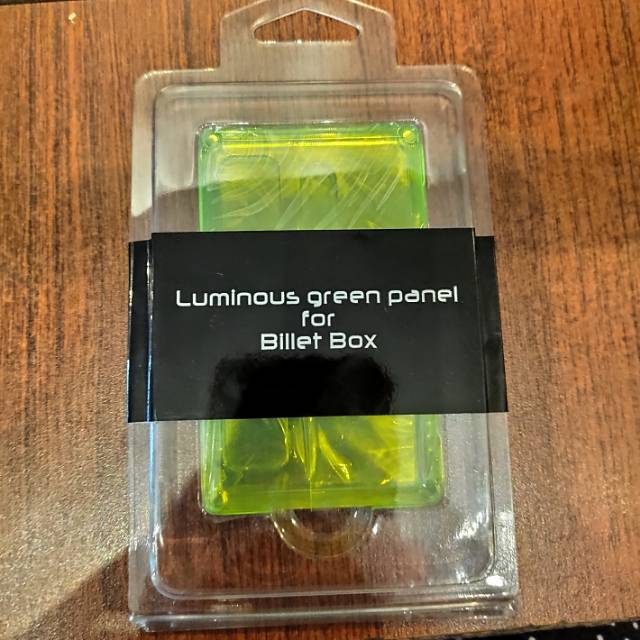 Luminous green panel
for
Billet Box